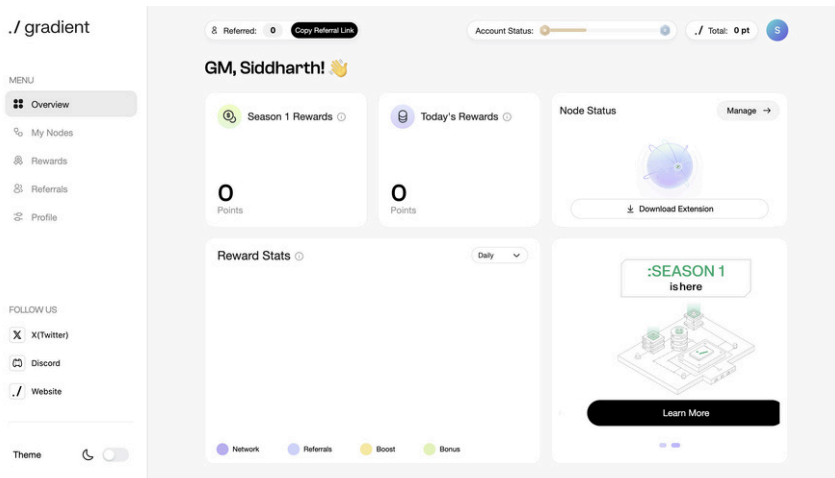 ./ gradient
MENU
Overview
My Nodes
Rewards
Referrals
Profile
FOLLOW US
X(Twitter)
Discord
Website
Theme
Referred: 0 Copy Referral Link
Account Status:
Total: 0 pt
S
GM, Siddharth! 👋
Season 1 Rewards
0
Points
Today's Rewards
0
Points
Node Status
Manage →
Download Extension
Reward Stats
Daily
Network Referrals Boost Bonus
:SEASON 1
is here
Learn More